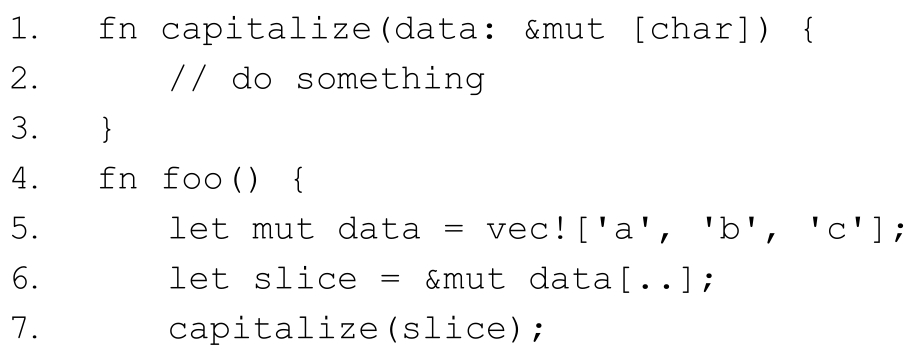 1. fn capitalize(data: &mut [char]) {
2.     // do something
3. }
4. fn foo() {
5.     let mut data = vec!['a', 'b', 'c'];
6.     let slice = &mut data[..];
7.     capitalize(slice);